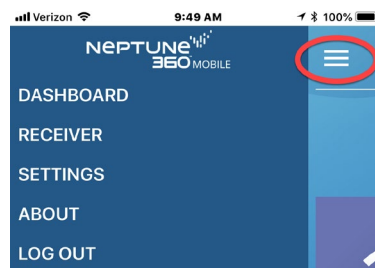 Verizon 9:49 AM 100%
NEPTUNE
360 MOBILE
DASHBOARD
RECEIVER
SETTINGS
ABOUT
LOG OUT